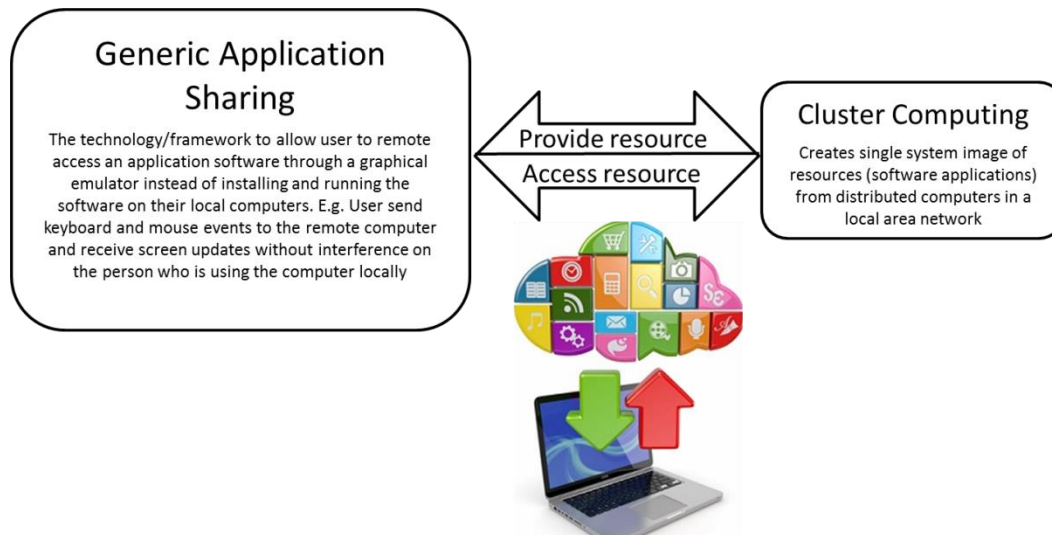 Generic Application
Sharing
The technology/framework to allow user to remote
access an application software through a graphical
emulator instead of installing and running the
software on their local computers. E.g. User send
keyboard and mouse events to the remote computer
and receive screen updates without interference on
the person who is using the computer locally
Provide resource
Access resource
Cluster Computing
Creates single system image of
resources (software applications)
from distributed computers in a
local area network